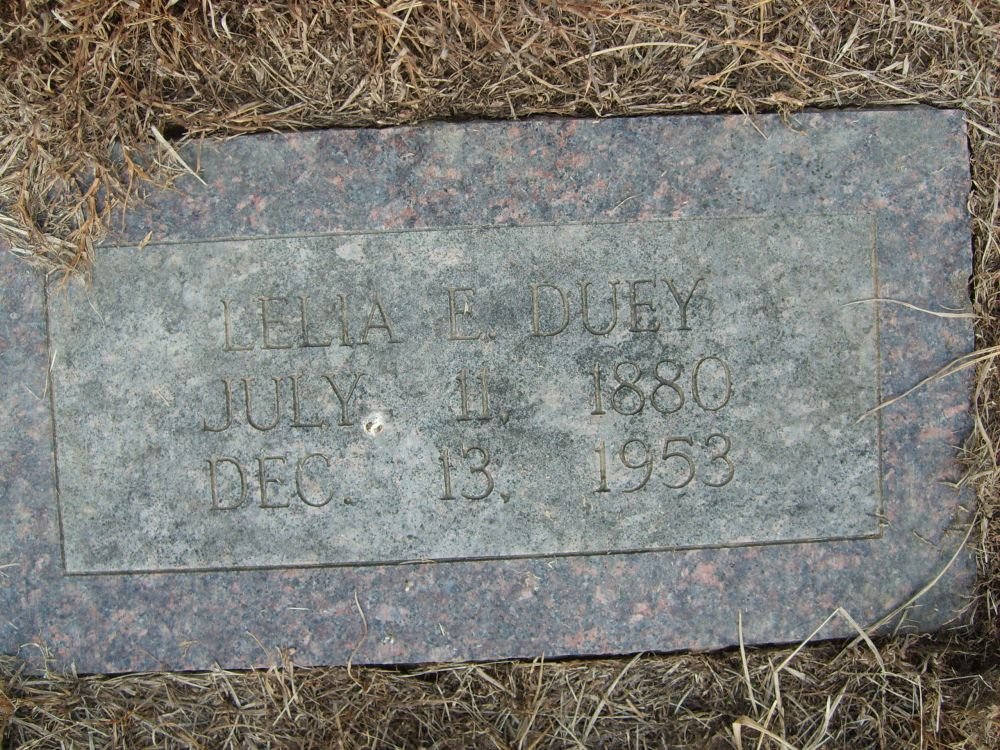 LELIA E. DUEY
JULY 11, 1880
DEC. 13, 1953